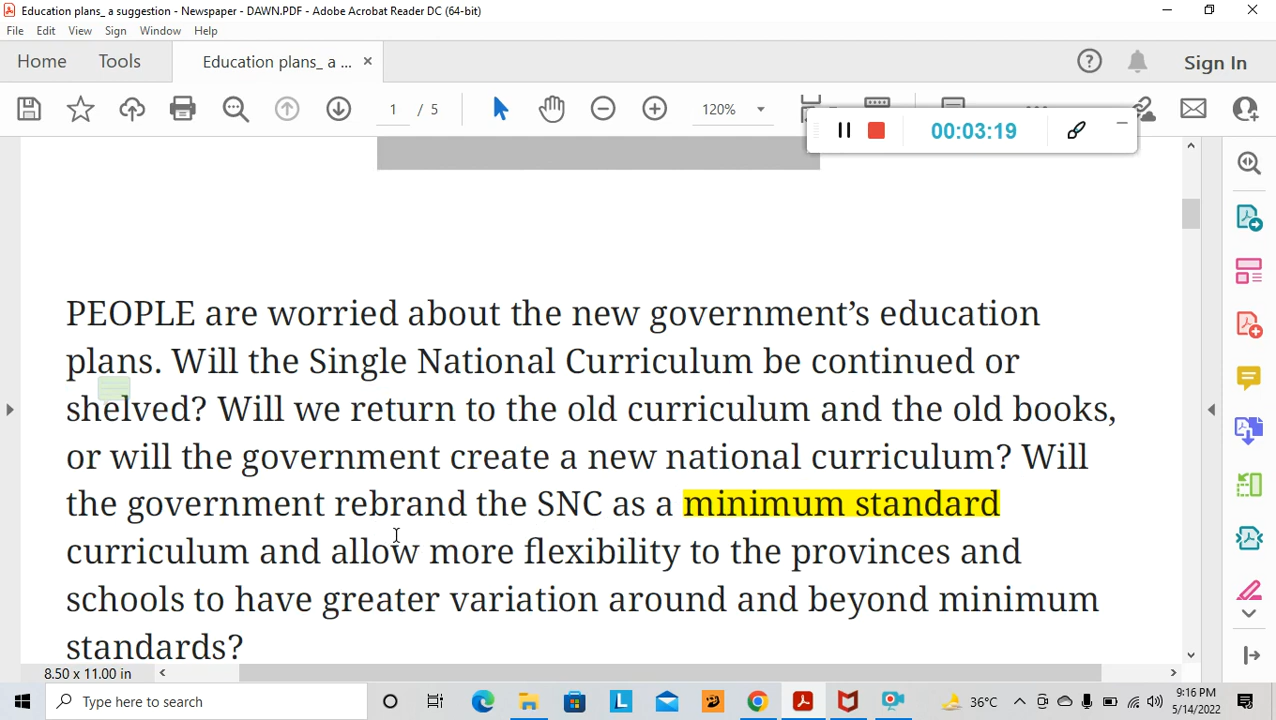 Education plans_ a suggestion - Newspaper - DAWN.PDF - Adobe Acrobat Reader DC (64-bit)
File Edit View Sign Window Help
Home Tools Education plans_ a ... × Sign In
1 / 5 120%
00:03:19
PEOPLE are worried about the new government’s education
plans. Will the Single National Curriculum be continued or
shelved? Will we return to the old curriculum and the old books,
or will the government create a new national curriculum? Will
the government rebrand the SNC as a minimum standard
curriculum and allow more flexibility to the provinces and
schools to have greater variation around and beyond minimum
standards?
8.50 x 11.00 in
Type here to search
36°C
9:16 PM
5/14/2022